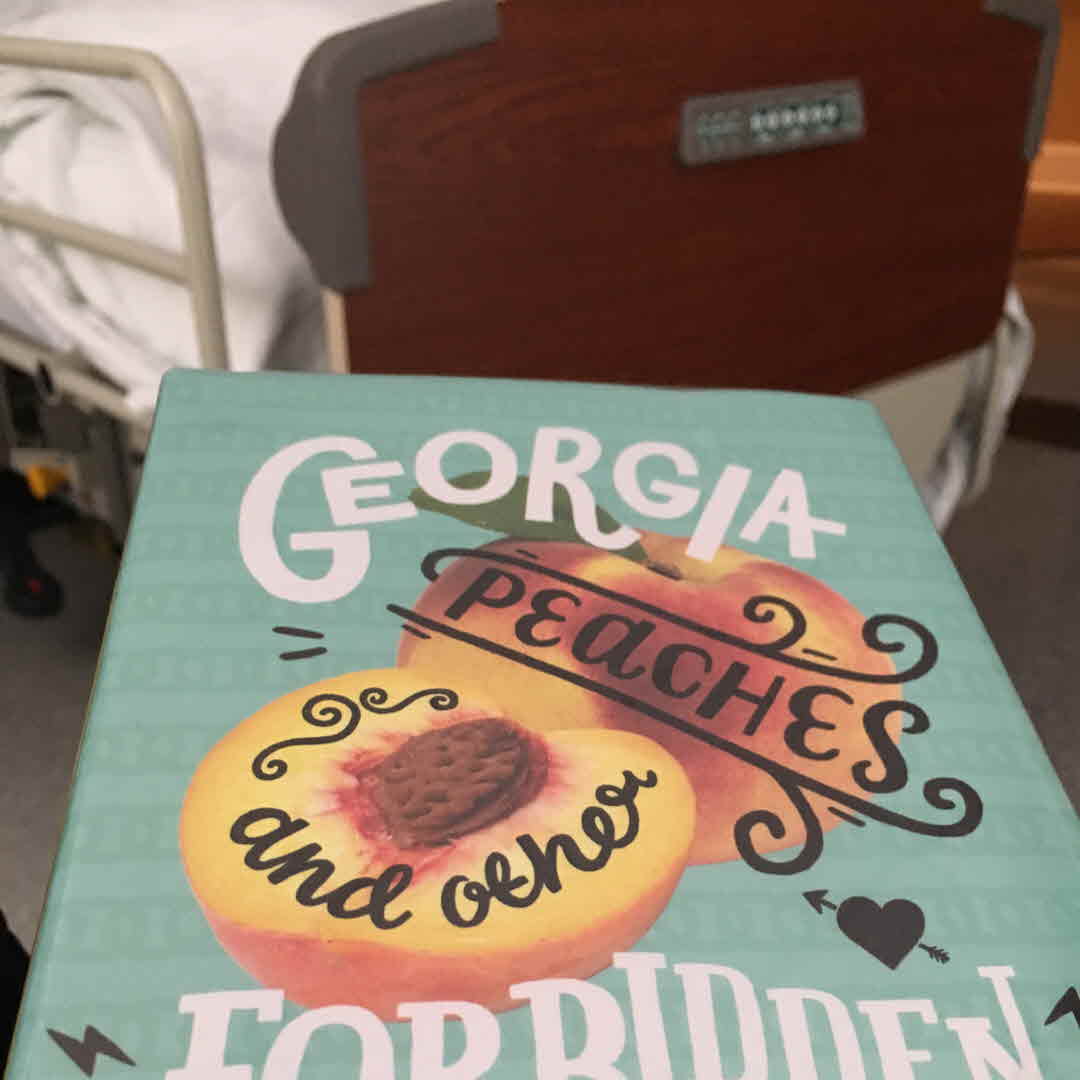 GEORGIA
PEaCHES
and other
FORBIDDEN